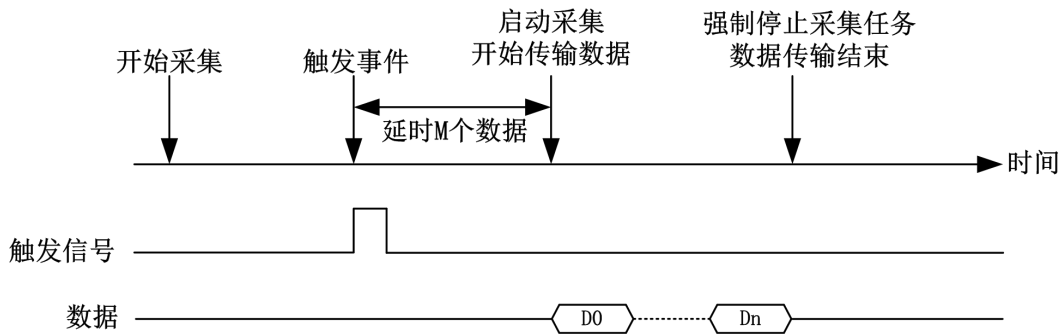 开始采集
触发事件
启动采集
开始传输数据
强制停止采集任务
数据传输结束
延时M个数据
时间
触发信号
数据
D0
Dn